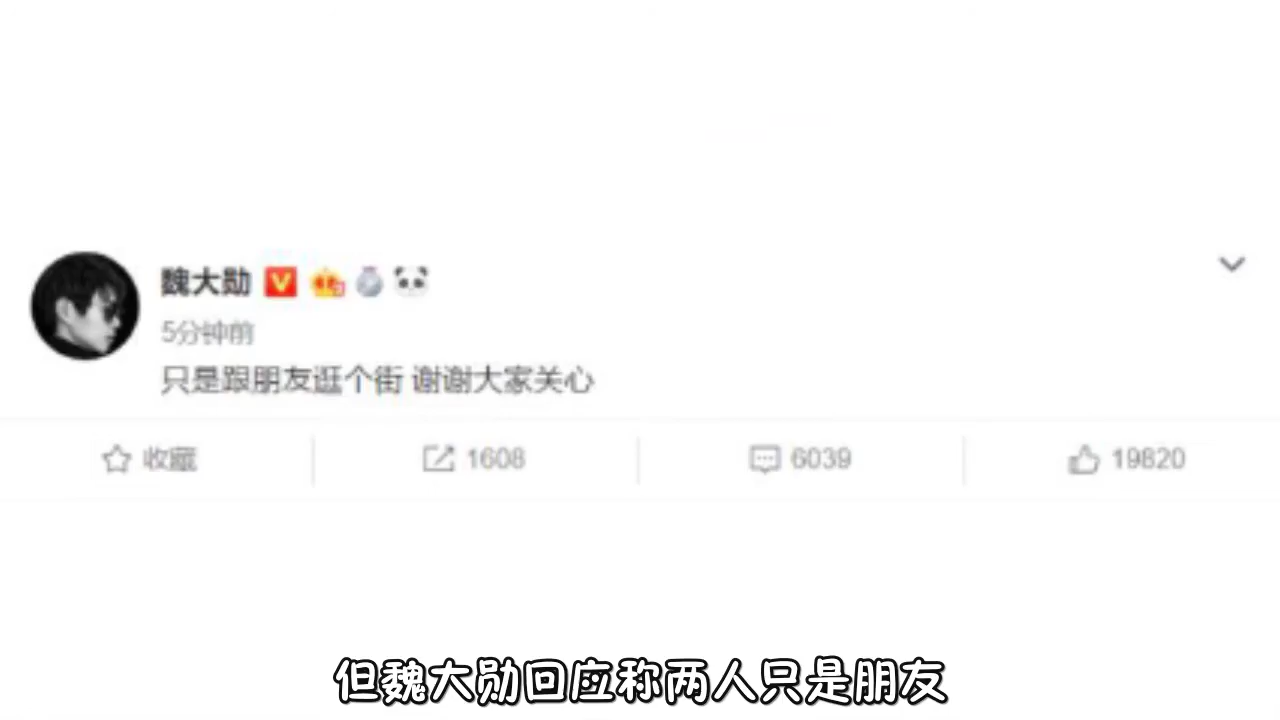 魏大勋
5分钟前
只是跟朋友逛个街 谢谢大家关心
收藏
1608
6039
19820
但魏大勋回应称两人只是朋友